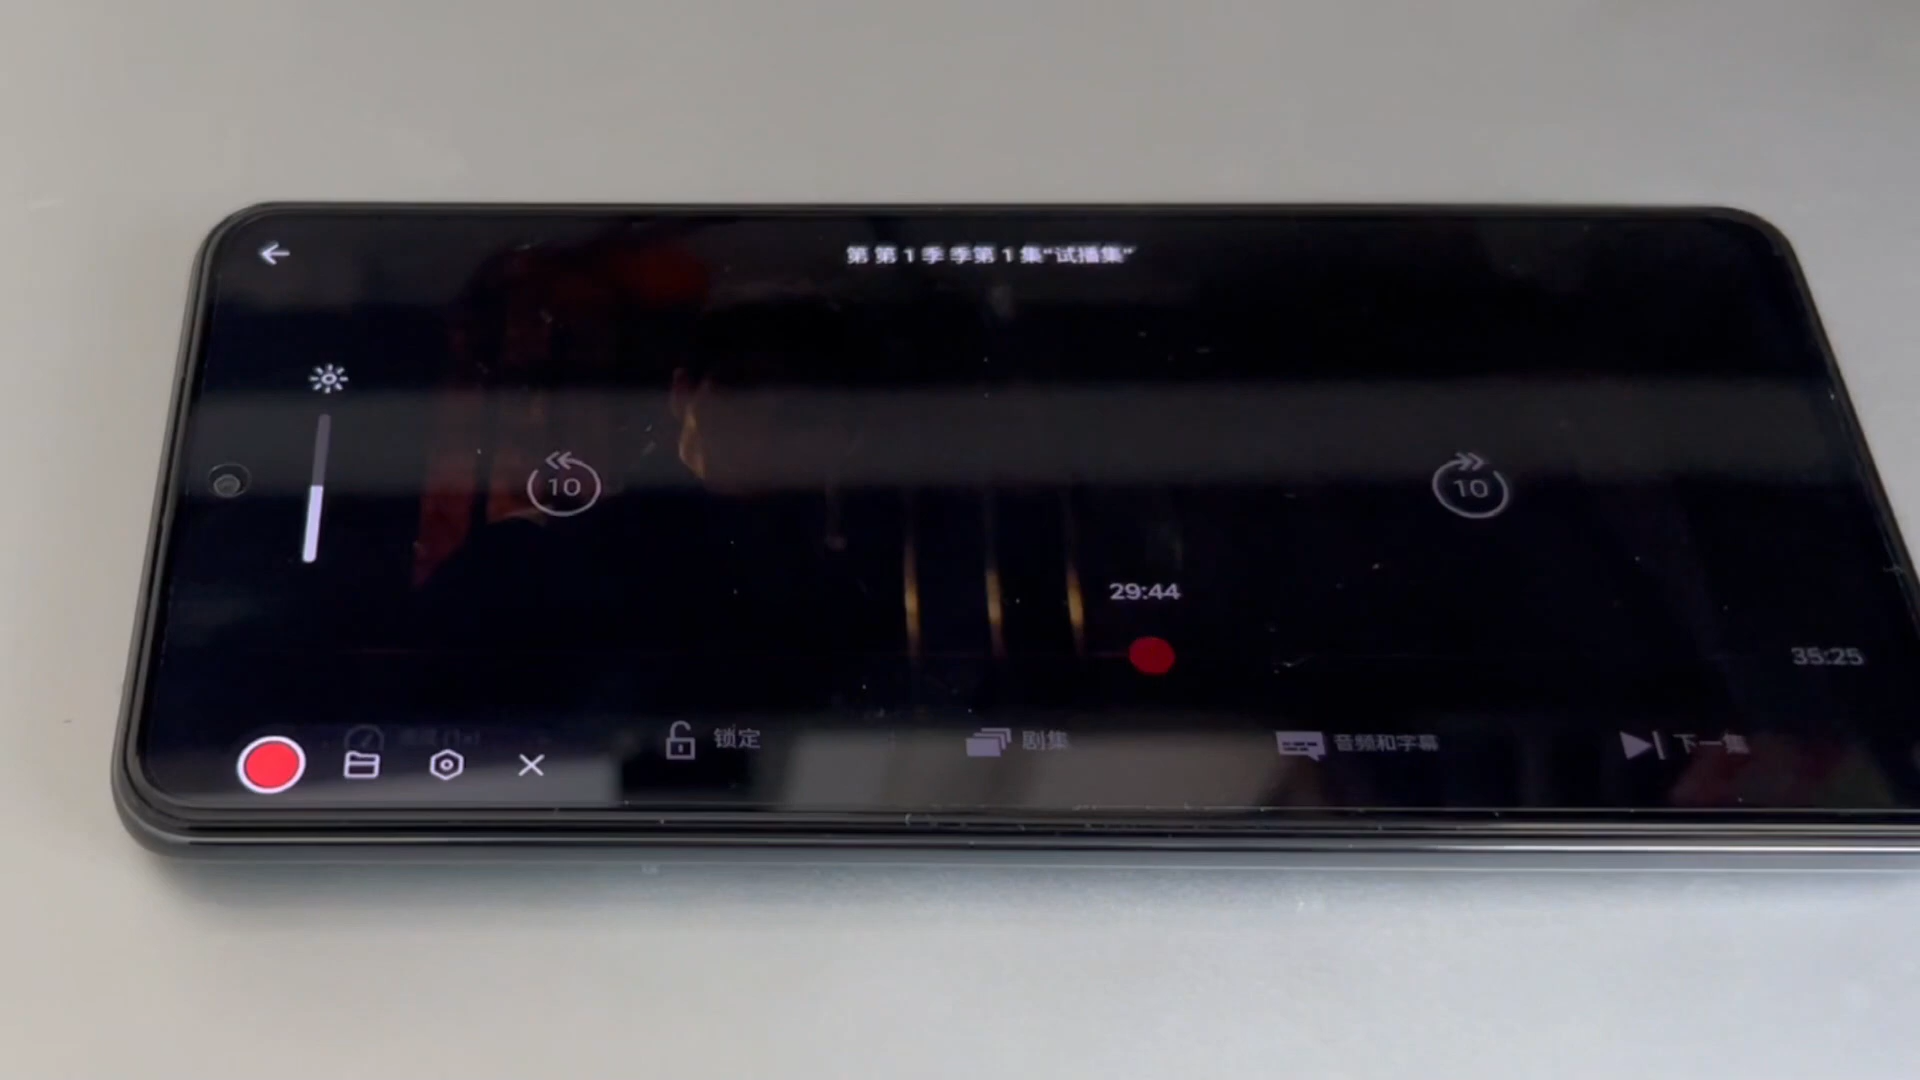 第 第 1 季 季第 1 集“试播集”
10
10
29:44
35:25
锁定
剧集
音频和字幕
下一集